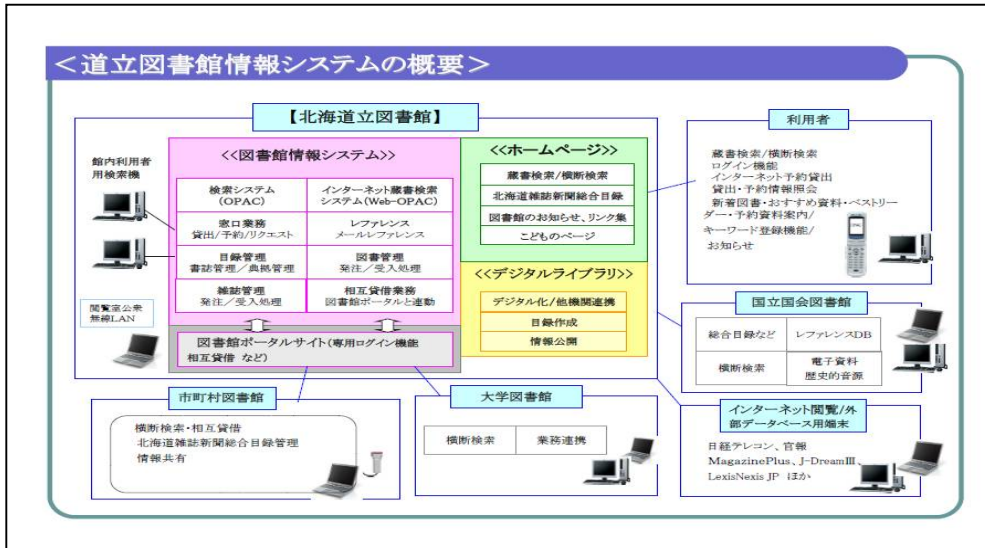 ＜道立図書館情報システムの概要＞
【北海道立図書館】
館内利用者
用検索機
閲覧室公衆
無線LAN
<<図書館情報システム>>
検索システム
(OPAC)
インターネット蔵書検索
システム(Web-OPAC)
窓口業務
貸出/予約/リクエスト
レファレンス
メールレファレンス
目録管理
書誌管理／典拠管理
図書管理
発注／受入処理
雑誌管理
発注／受入処理
相互貸借業務
図書館ポータルと連動
図書館ポータルサイト(専用ログイン機能
相互貸借 など)
<<ホームページ>>
蔵書検索/横断検索
北海道雑誌新聞総合目録
図書館のお知らせ、リンク集
こどものページ
<<デジタルライブラリ>>
デジタル化/他機関連携
目録作成
情報公開
利用者
蔵書検索/横断検索
ログイン機能
インターネット予約貸出
貸出・予約情報照会
新着図書・おすすめ資料・ベストリー
ダー・予約資料案内/
キーワード登録機能/
お知らせ
国立国会図書館
総合目録など
レファレンスDB
横断検索
電子資料
歴史的音源
市町村図書館
横断検索・相互貸借
北海道雑誌新聞総合目録管理
情報共有
大学図書館
横断検索
業務連携
インターネット閲覧/外
部データベース用端末
日経テレコン、官報
MagazinePlus、J-DreamⅢ、
LexisNexis JP ほか